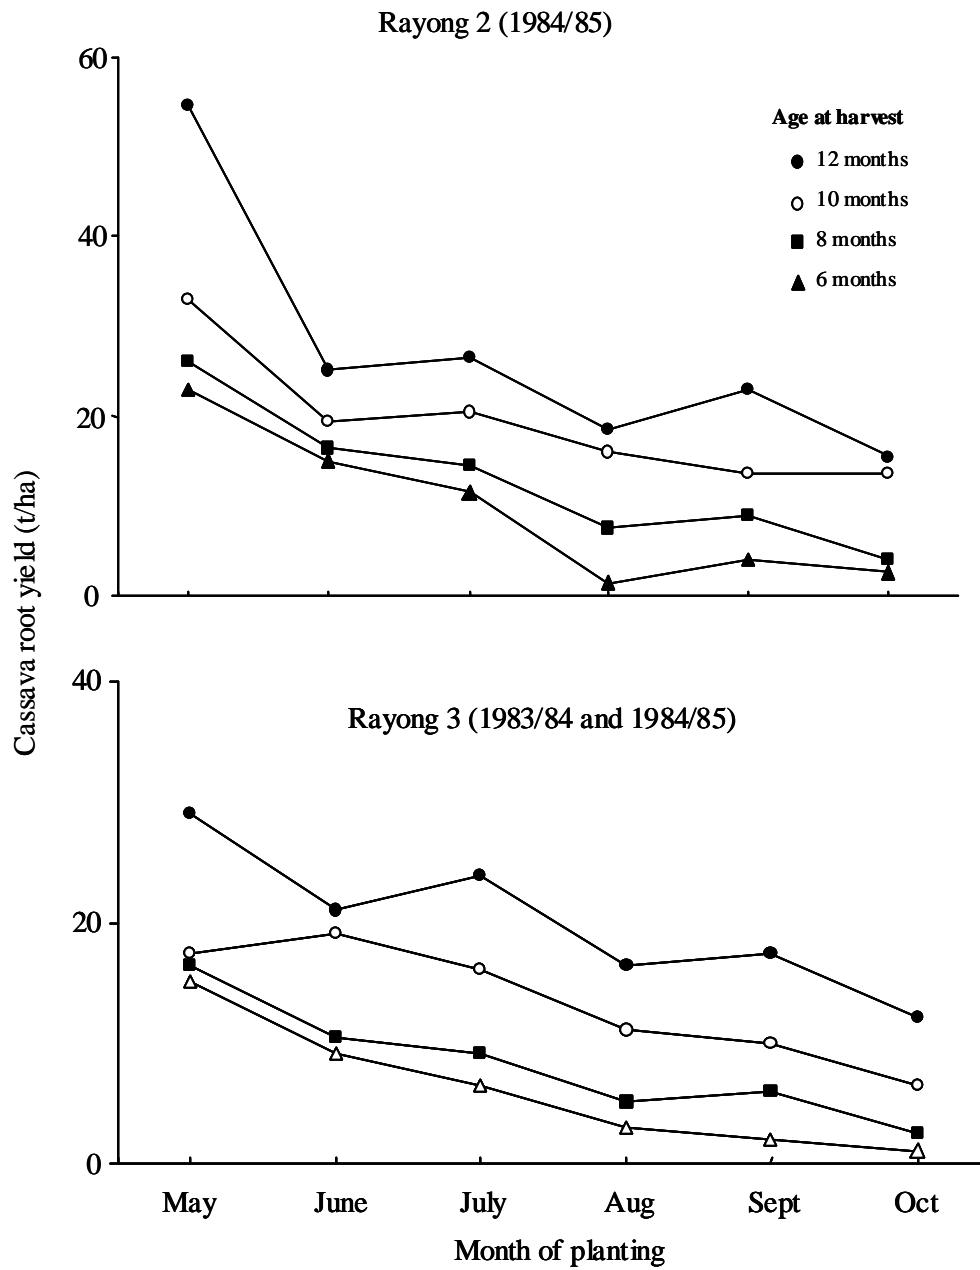 Rayong 2 (1984/85)
60
40
20
0
Age at harvest
12 months
10 months
8 months
6 months
Cassava root yield (t/ha)
Rayong 3 (1983/84 and 1984/85)
40
20
0
May June July Aug Sept Oct
Month of planting